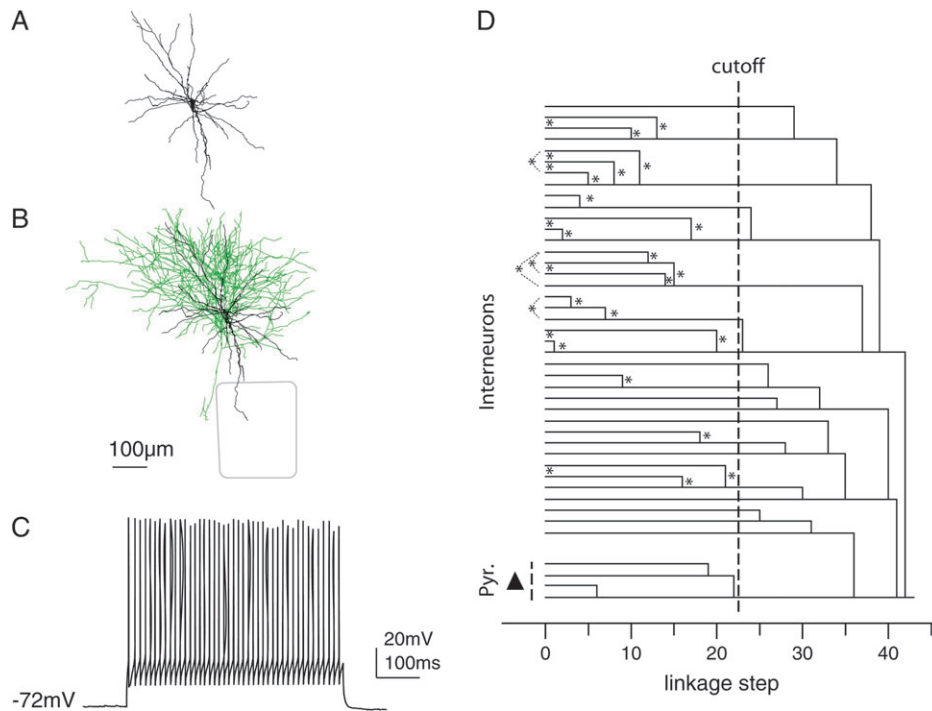 A
B
100µm
C
20mV
100ms
-72mV
D
cutoff
Interneurons
Pyr.
0 10 20 30 40
linkage step